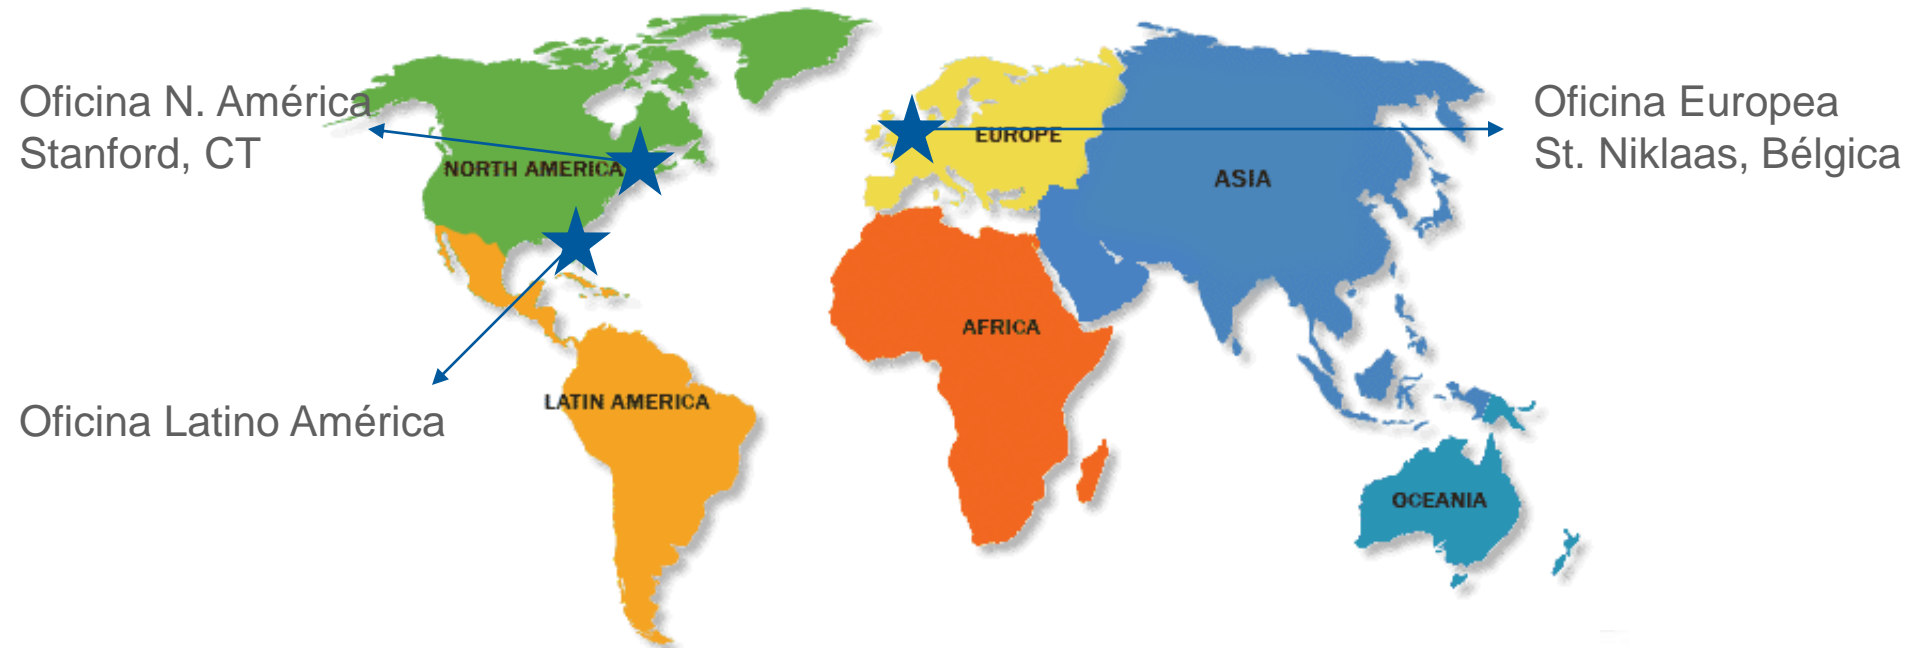 Oficina N. América
Stanford, CT
Oficina Europea
St. Niklaas, Bélgica
EUROPE
NORTH AMERICA
ASIA
AFRICA
LATIN AMERICA
Oficina Latino América
OCEANIA